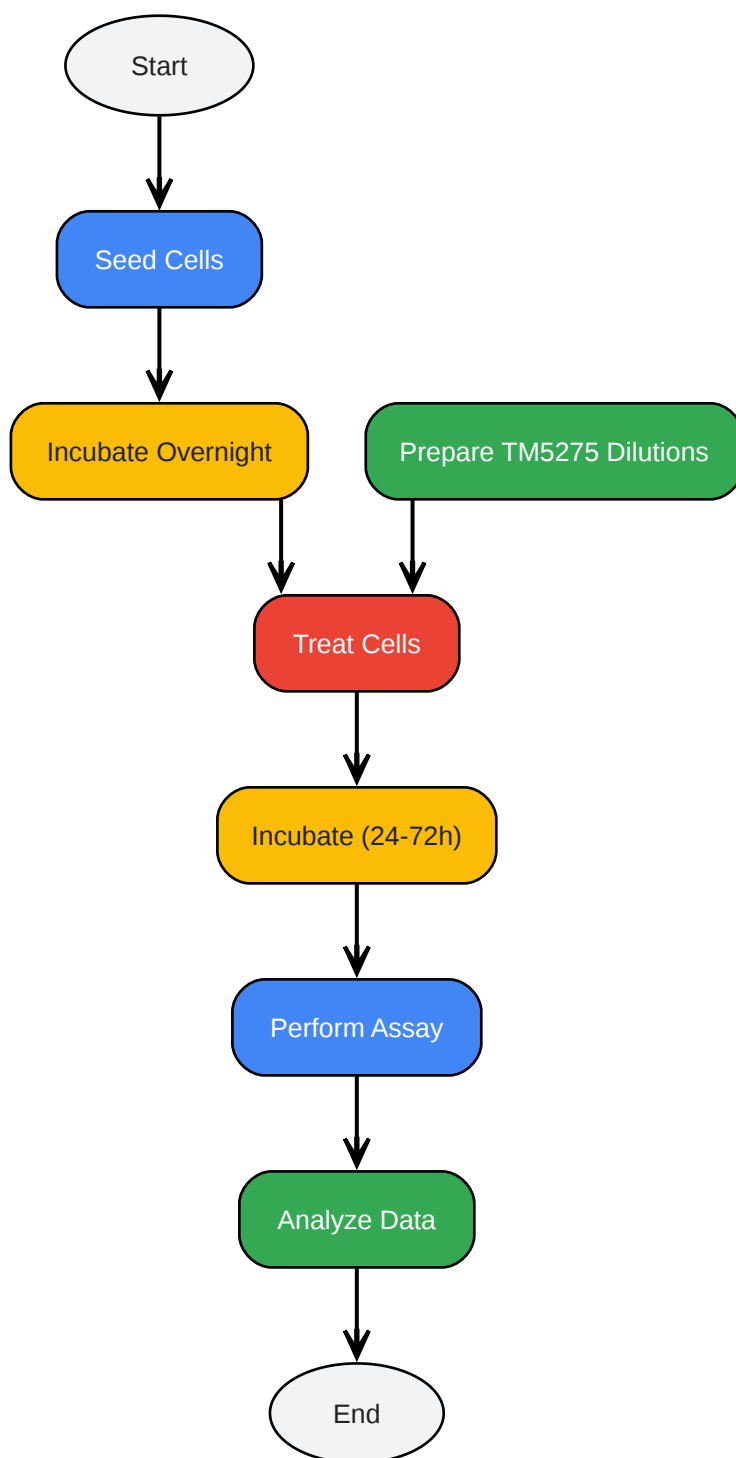 Start
Seed Cells
Incubate Overnight
Prepare TM5275 Dilutions
Treat Cells
Incubate (24-72h)
Perform Assay
Analyze Data
End